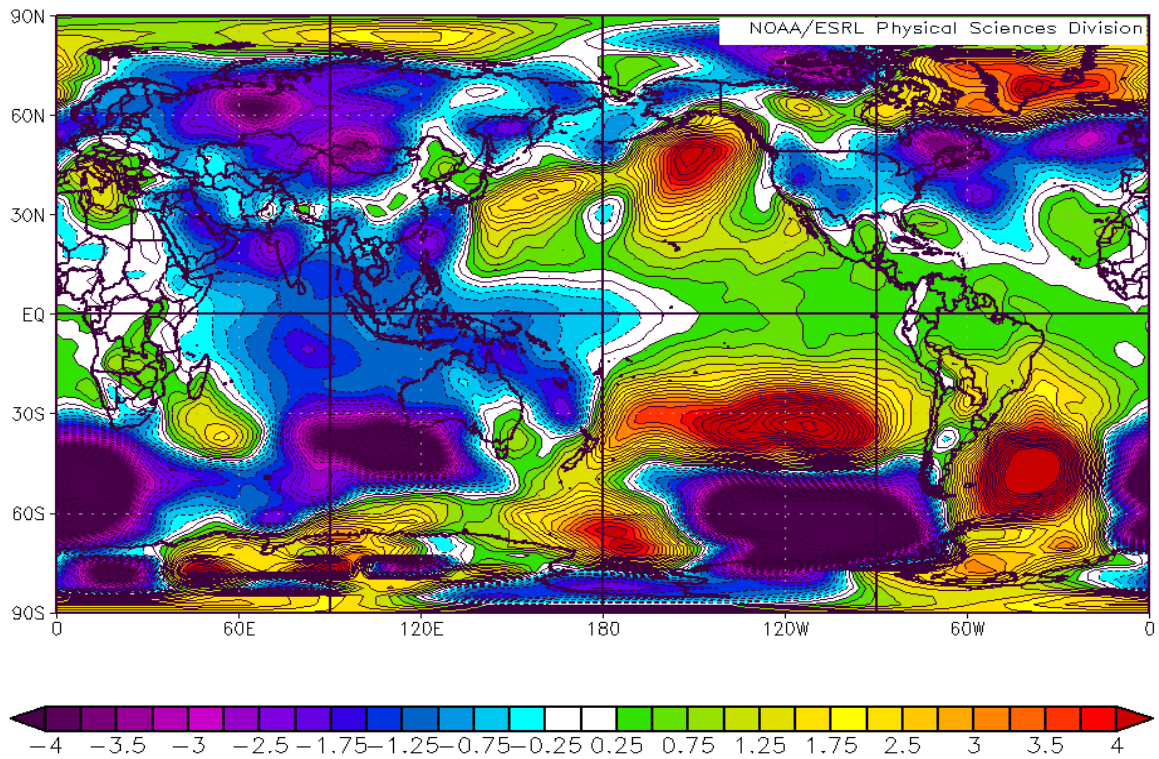 NOAA/ESRL Physical Sciences Division
90N
60N
30N
EQ
30S
60S
90S
0 60E 120E 180 120W 60W 0
−4 −3.5 −3 −2.5 −1.75 −1.25 −0.75 −0.25 0.25 0.75 1.25 1.75 2.5 3 3.5 4